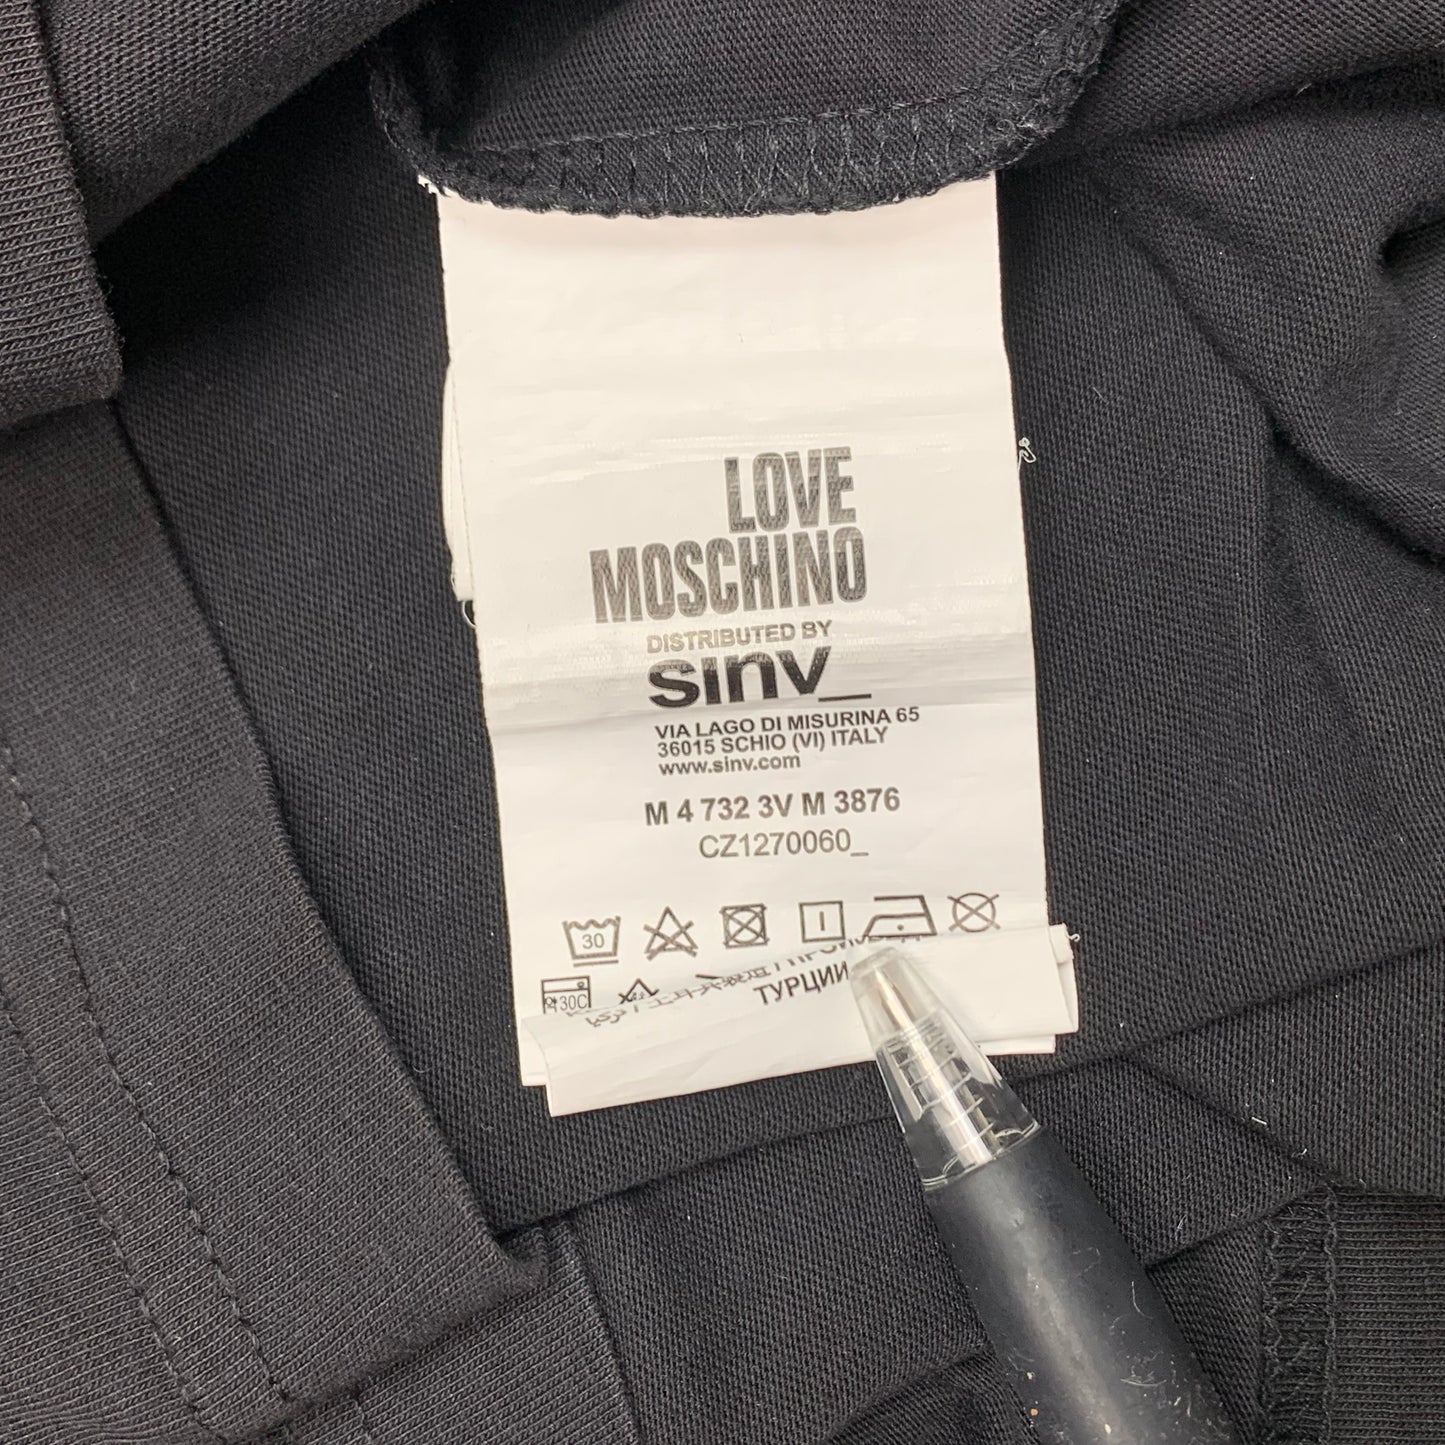 LOVE
MOSCHINO
DISTRIBUTED BY
sinv_
VIA LAGO DI MISURINA 65
36015 SCHIO (VI) ITALY
www.sinv.com
M 4 732 3V M 3876
CZ1270060_
30
30C
ТУРЦИИ